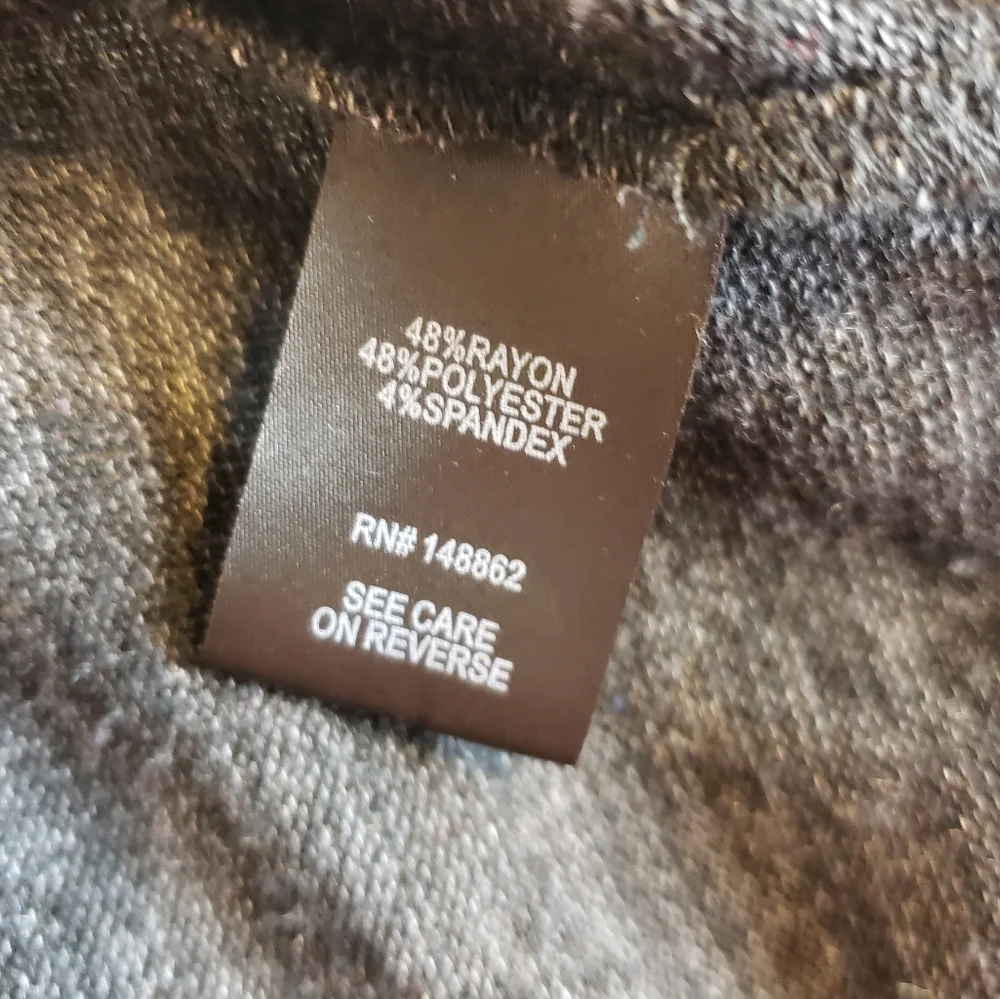 48%RAYON
48%POLYESTER
4%SPANDEX
RN# 148862
SEE CARE
ON REVERSE